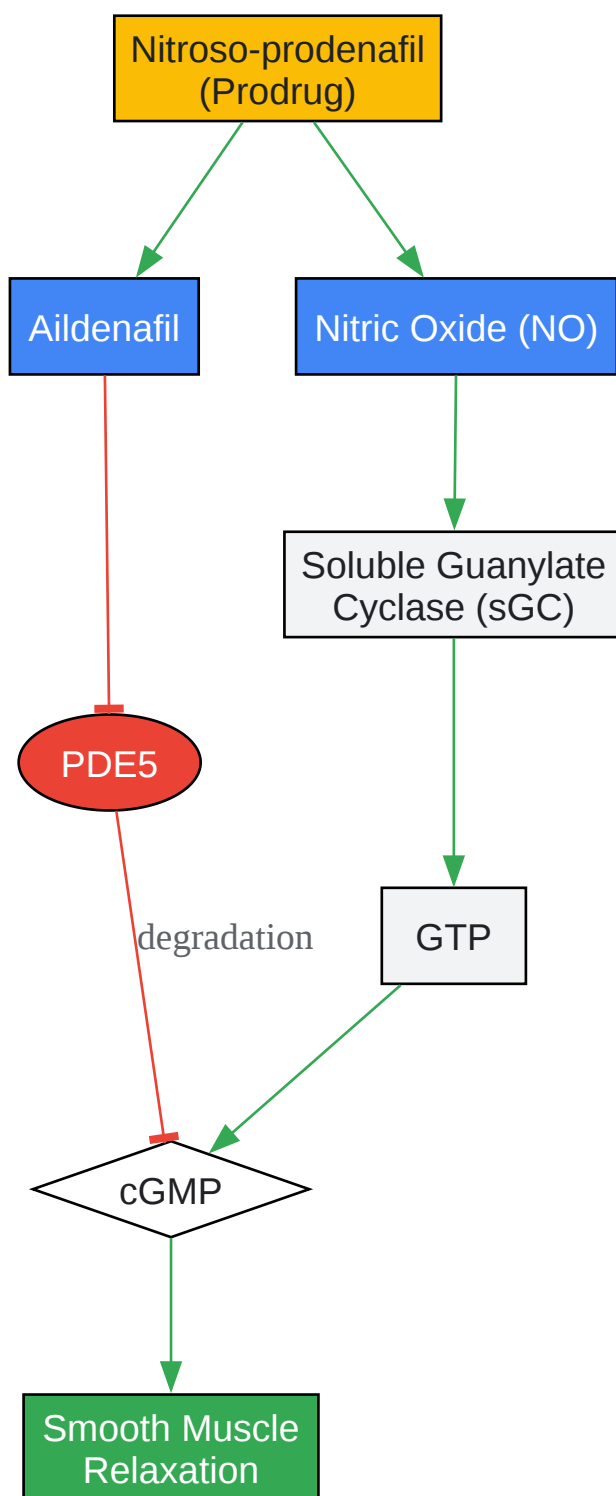 Nitroso-prodenafil
(Prodrug)
Aildenafil
Nitric Oxide (NO)
Soluble Guanylate
Cyclase (sGC)
PDE5
degradation
GTP
cGMP
Smooth Muscle
Relaxation